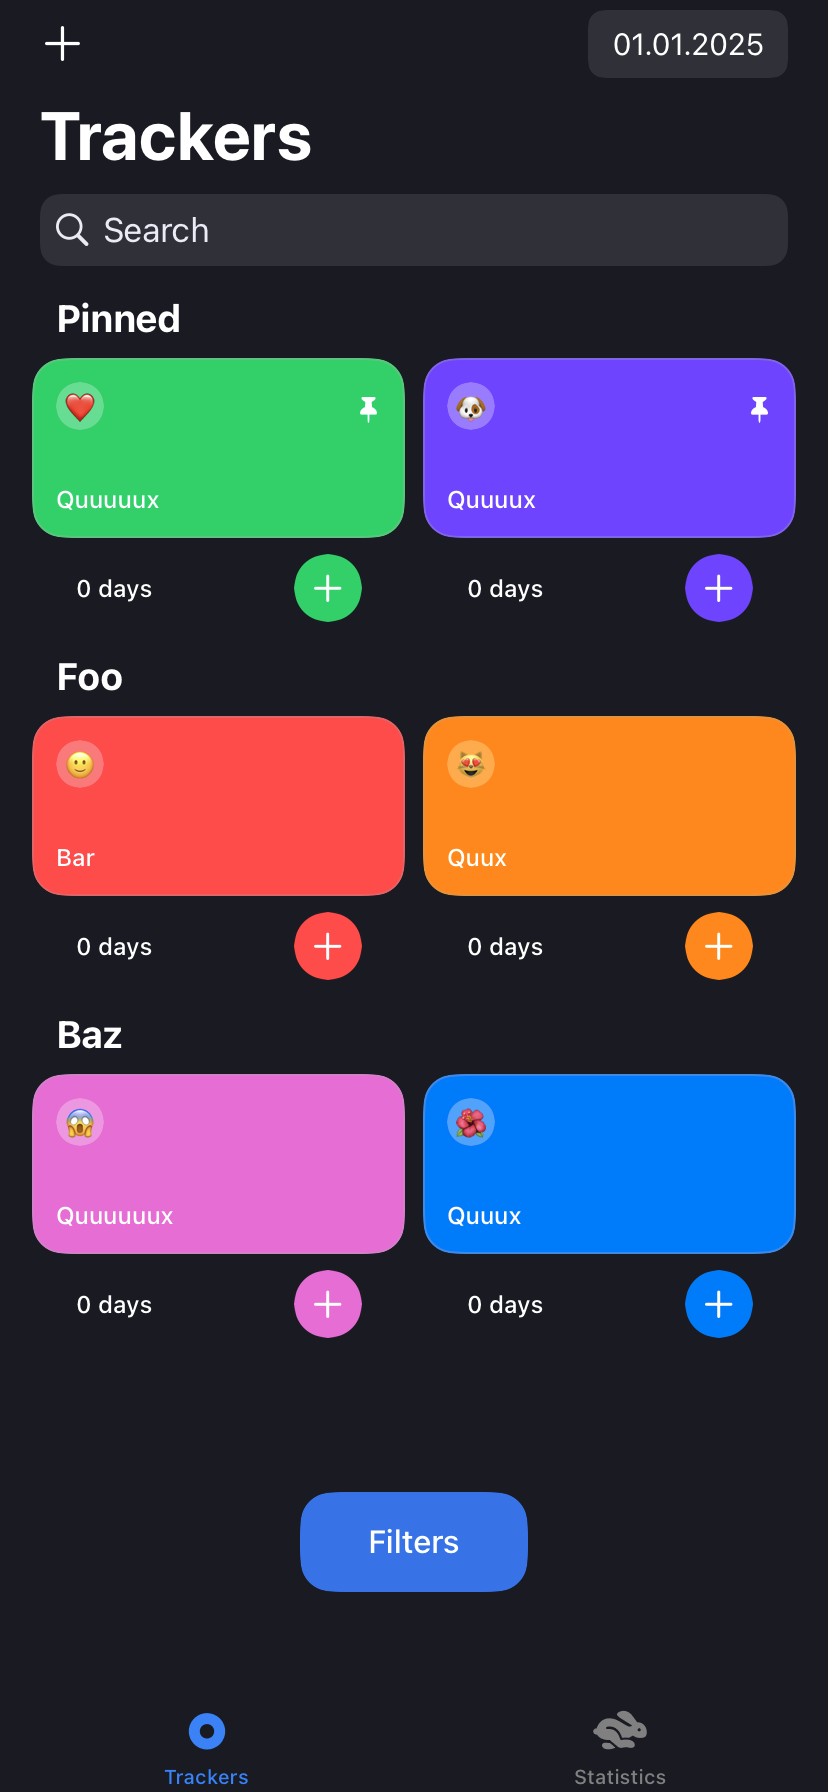 01.01.2025
Trackers
Search
Pinned
Quuuuux
Quuuux
0 days
0 days
Foo
Bar
Quux
0 days
0 days
Baz
Quuuuuux
Quuux
0 days
0 days
Filters
Trackers
Statistics